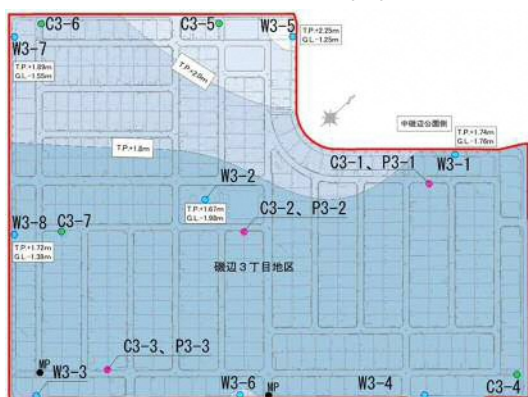 C3-6
C3-5
W3-5
T.P.+2.25m
G.L.-1.25m
W3-7
T.P.+1.89m
G.L.-1.55m
T.P.+2.0m
中磯辺公園側
T.P.+1.74m
G.L.-1.76m
T.P.+1.8m
W3-1
C3-1、P3-1
W3-2
T.P.+1.67m
G.L.-1.98m
C3-2、P3-2
W3-8
C3-7
T.P.+1.72m
G.L.-1.38m
磯辺3丁目地区
C3-3、P3-3
MP
W3-3
W3-6
MP
W3-4
C3-4